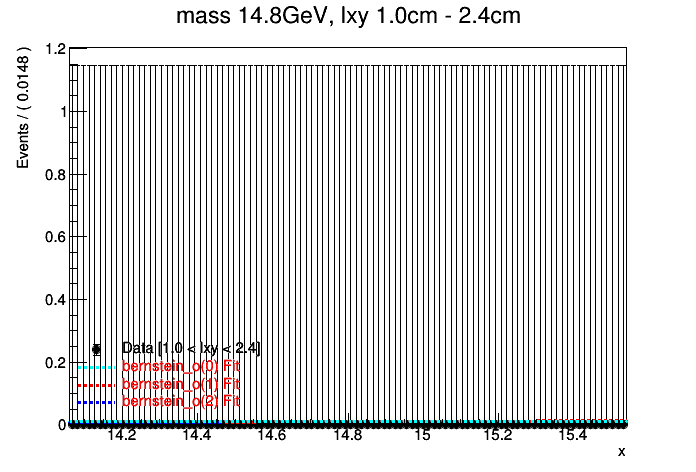 mass 14.8GeV, lxy 1.0cm - 2.4cm
Events / ( 0.0148 )
1.2
1
0.8
0.6
0.4
0.2
0
Data [1.0 < lxy < 2.4]
bernstein_o(0) Fit
bernstein_o(1) Fit
bernstein_o(2) Fit
14.2 14.4 14.6 14.8 15 15.2 15.4
x